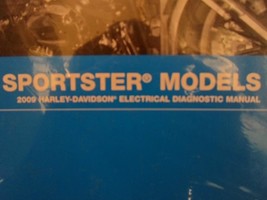 SPORTSTER® MODELS
2009 HARLEY-DAVIDSON® ELECTRICAL DIAGNOSTIC MANUAL